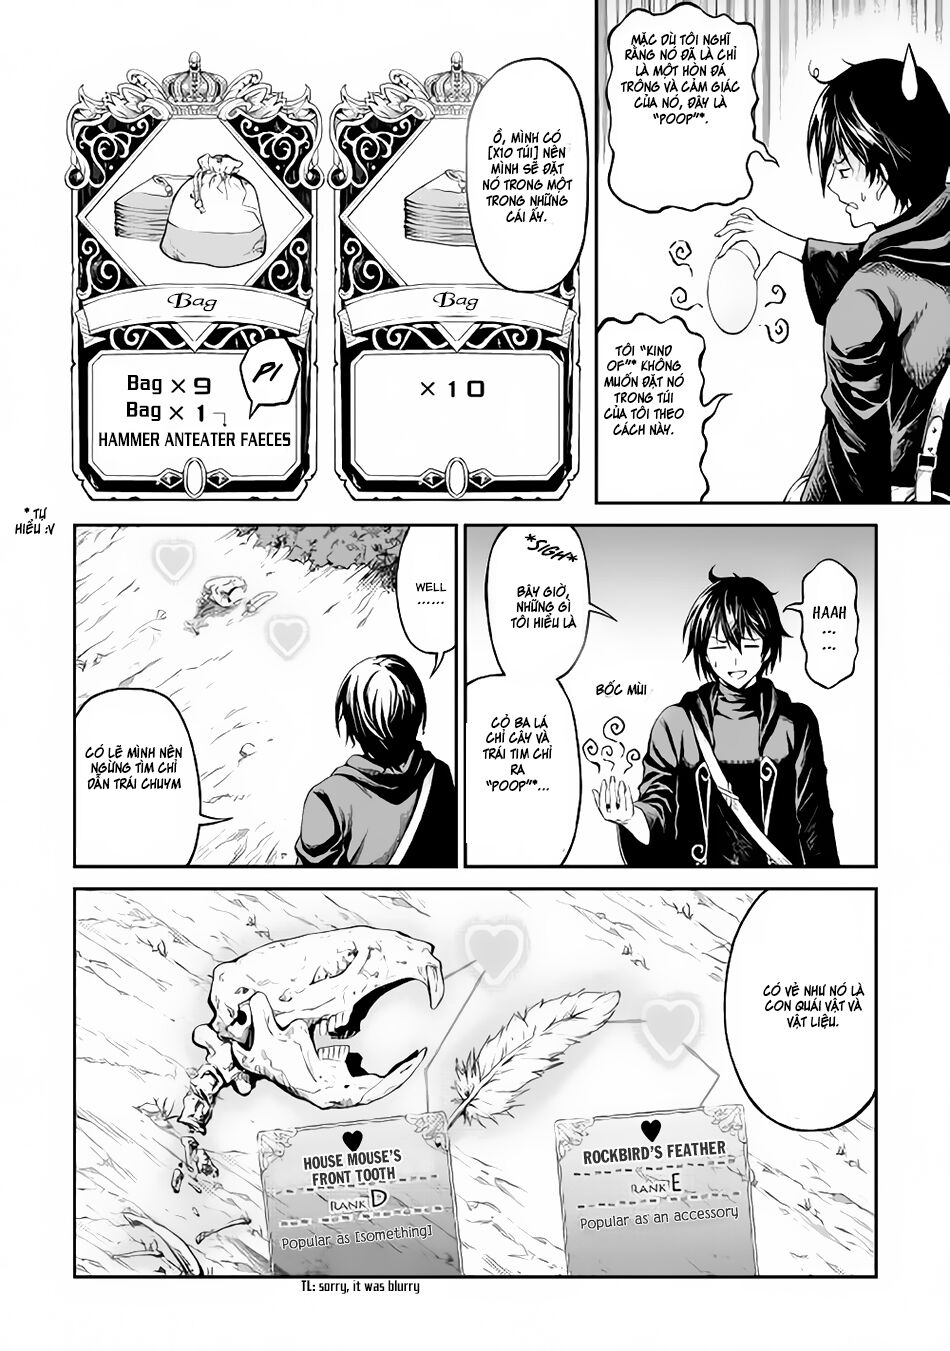 MẶC DÙ TÔI NGHĨ
RẰNG NÓ ĐÃ LÀ CHỈ
LÀ MỘT HÒN ĐÁ
TRÔNG VÀ CẢM GIÁC
CỦA NÓ, ĐÂY LÀ
"POOP"*.
TÔI "KIND
OF"* KHÔNG
MUỐN ĐẶT NÓ
TRONG TÚI
CỦA TÔI THEO
CÁCH NÀY.
Ồ, MÌNH CÓ
[X10 TÚI] NÊN
MÌNH SẼ ĐẶT
NÓ TRONG MỘT
TRONG NHỮNG
CÁI ẤY.
Bag
× 10
Bag
Bag × 9
Bag × 1
HAMMER ANTEATER FAECES
PI
* TỰ
HIỂU :V
HAAH
...
...
*SIGH*
BÂY GIỜ,
NHỮNG GÌ
TÔI HIỂU LÀ
BỐC MÙI
CỎ BA LÁ
CHỈ CÂY VÀ
TRÁI TIM CHỈ
RA
"POOP"*...
WELL
......
CÓ LẼ MÌNH NÊN
NGỪNG TÌM CHỈ
DẪN TRÁI CHUYM
CÓ VẺ NHƯ NÓ LÀ
CON QUÁI VẬT VÀ
VẬT LIỆU.
HOUSE MOUSE'S
FRONT TOOTH
RANK D
Popular as [something]
ROCKBIRD'S FEATHER
RANK E
Popular as an accessory
TL: sorry, it was blurry